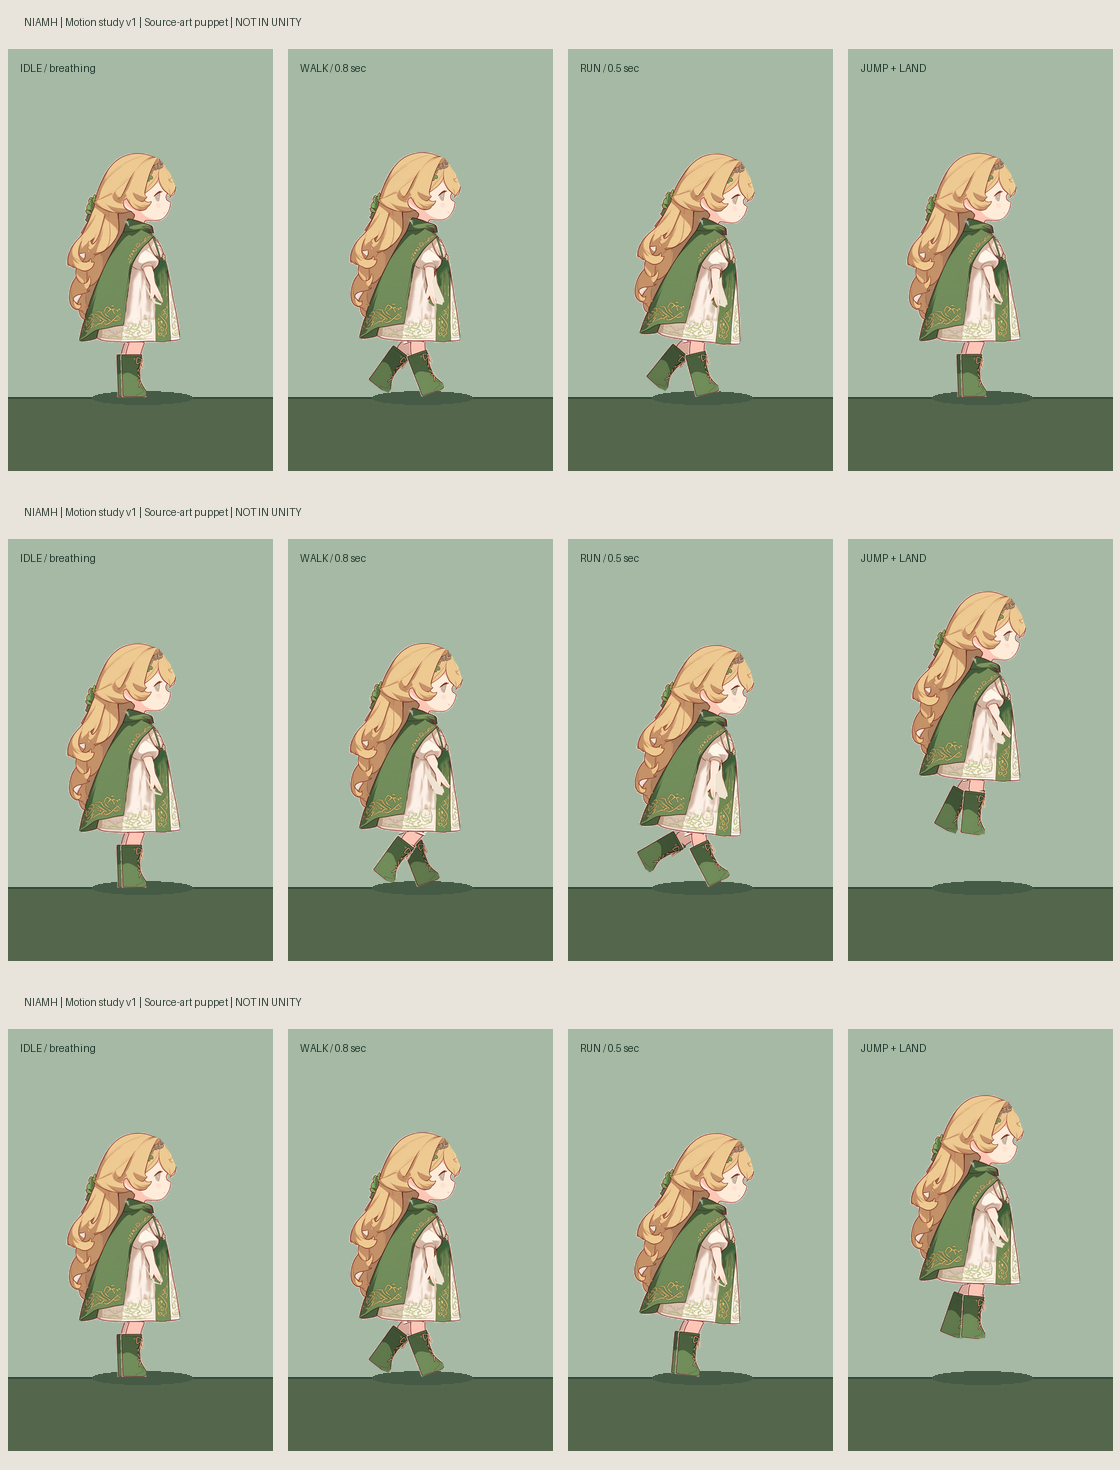 NIAMH | Motion study v1 | Source-art puppet | NOT IN UNITY
IDLE / breathing
WALK / 0.8 sec
RUN / 0.5 sec
JUMP + LAND
NIAMH | Motion study v1 | Source-art puppet | NOT IN UNITY
IDLE / breathing
WALK / 0.8 sec
RUN / 0.5 sec
JUMP + LAND
NIAMH | Motion study v1 | Source-art puppet | NOT IN UNITY
IDLE / breathing
WALK / 0.8 sec
RUN / 0.5 sec
JUMP + LAND